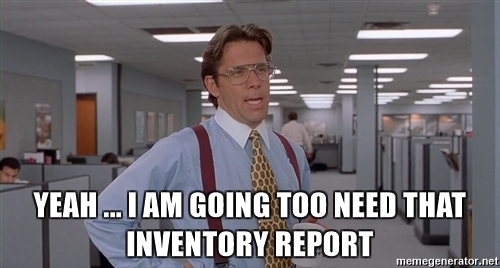 YEAH ... I AM GOING TOO NEED THAT
INVENTORY REPORT
memegenerator.net